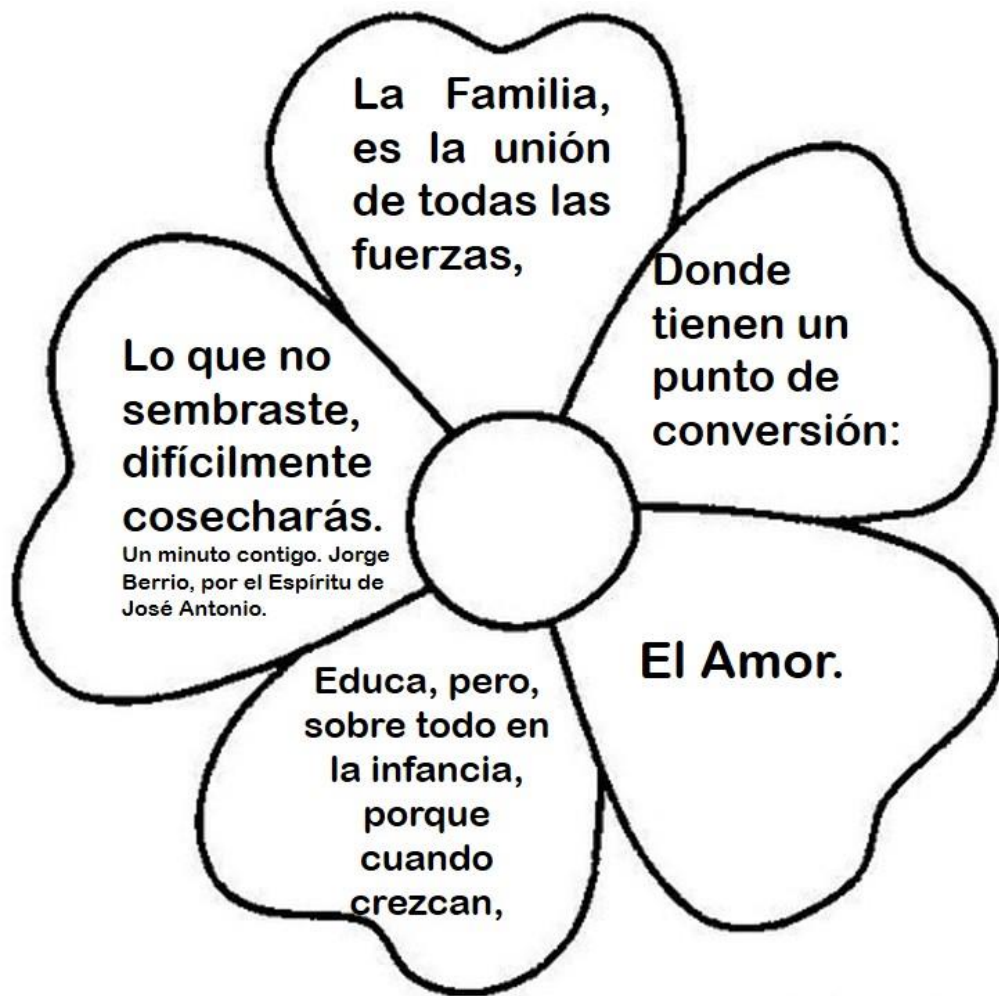 La Familia,
es la unión
de todas las
fuerzas,
Donde
tienen un
punto de
conversión:
El Amor.
Educa, pero,
sobre todo en
la infancia,
porque
cuando
crezcan,
Lo que no
sembraste,
difícilmente
cosecharás.
Un minuto contigo. Jorge
Berrio, por el Espíritu de
José Antonio.